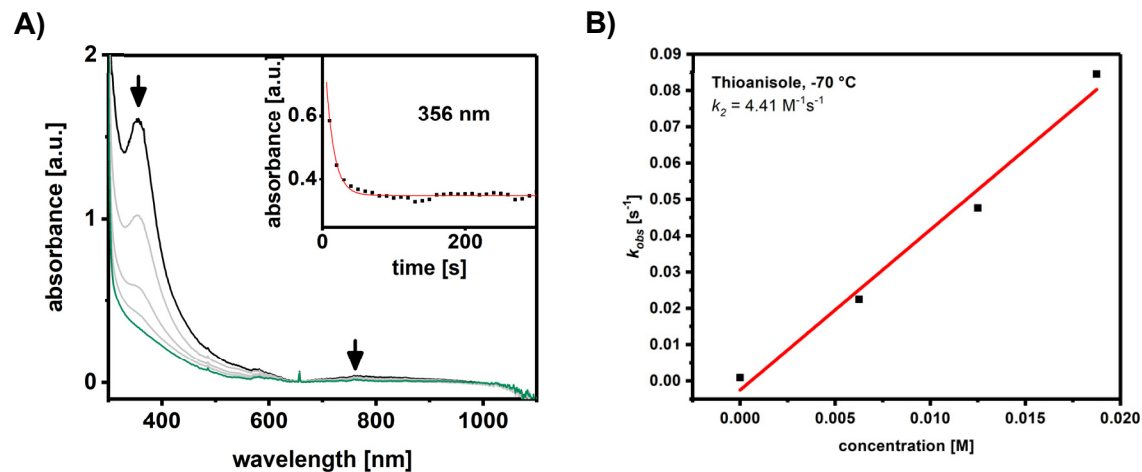 A)
absorbance [a.u.]
2
1
0
400
600
800
1000
wavelength [nm]
absorbance [a.u.]
0.6
0.4
0
200
time [s]
356 nm
B)
k_obs [s⁻¹]
0.09
0.08
0.07
0.06
0.05
0.04
0.03
0.02
0.01
0.00
0.000
0.005
0.010
0.015
0.020
concentration [M]
Thioanisole, -70 °C
k₂ = 4.41 M⁻¹s⁻¹